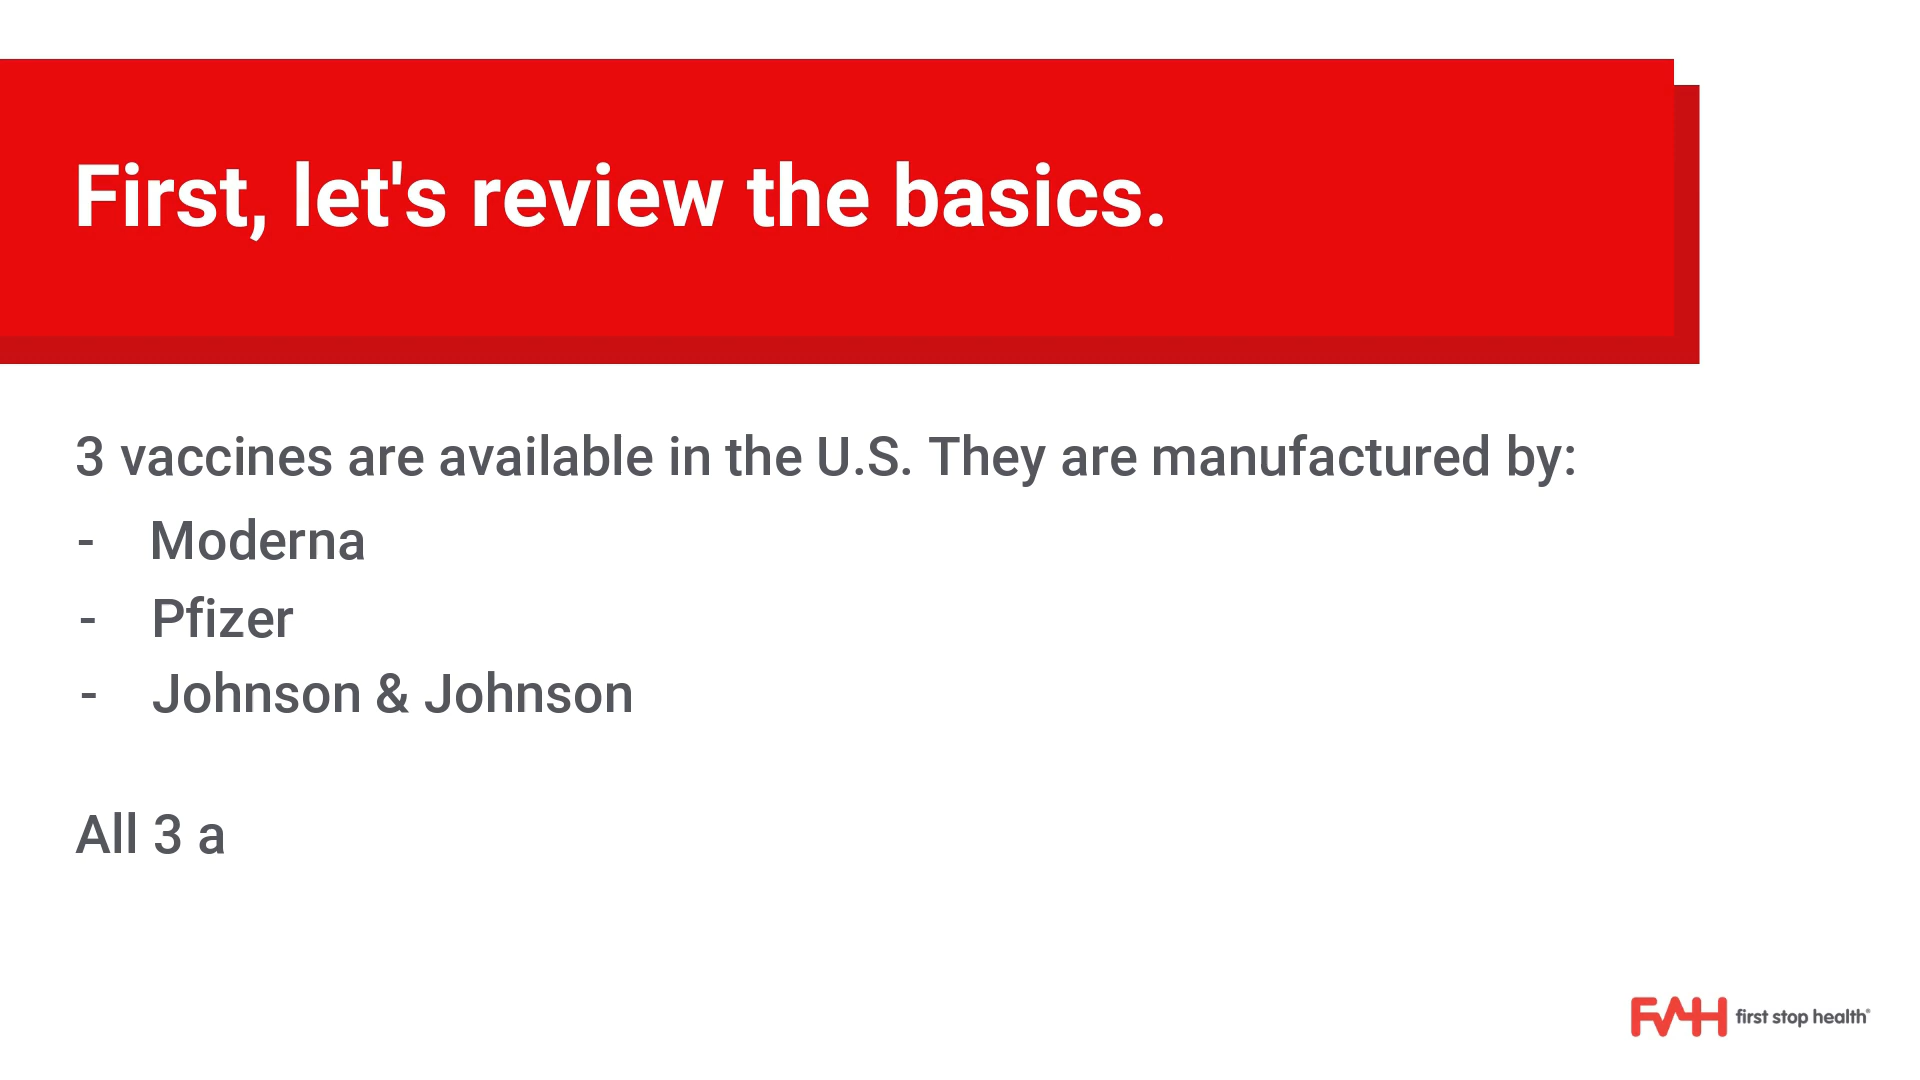 First, let's review the basics.
3 vaccines are available in the U.S. They are manufactured by:
- Moderna
- Pfizer
- Johnson & Johnson
All 3 a
FSH first stop health®